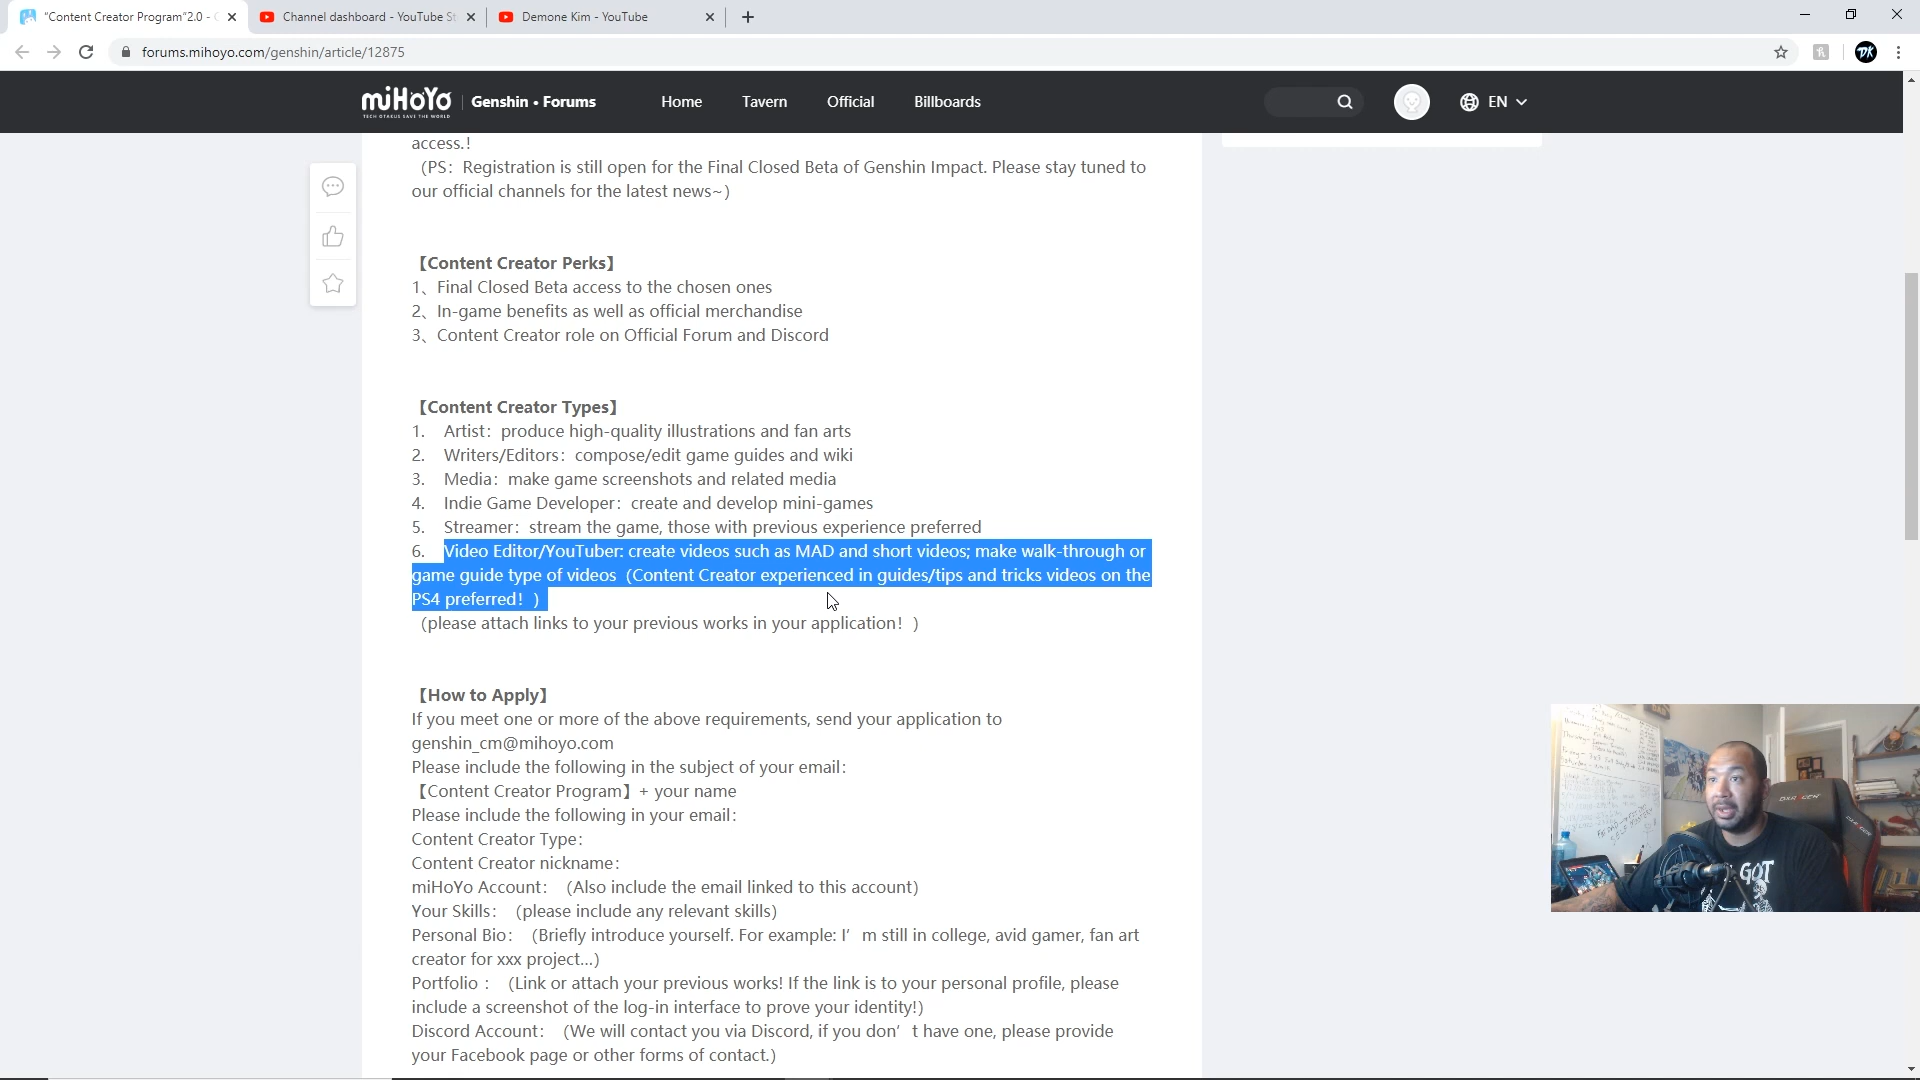 "Content Creator Program"2.0 -
Channel dashboard - YouTube St
Demone Kim - YouTube
forums.mihoyo.com/genshin/article/12875
DK
miHoYo
TECH OTAKUS SAVE THE WORLD
Genshin • Forums
Home
Tavern
Official
Billboards
EN
access.!
（PS：Registration is still open for the Final Closed Beta of Genshin Impact. Please stay tuned to
our official channels for the latest news~）
【Content Creator Perks】
1、Final Closed Beta access to the chosen ones
2、In-game benefits as well as official merchandise
3、Content Creator role on Official Forum and Discord
【Content Creator Types】
1. Artist：produce high-quality illustrations and fan arts
2. Writers/Editors：compose/edit game guides and wiki
3. Media：make game screenshots and related media
4. Indie Game Developer：create and develop mini-games
5. Streamer：stream the game, those with previous experience preferred
6. Video Editor/YouTuber: create videos such as MAD and short videos; make walk-through or
game guide type of videos（Content Creator experienced in guides/tips and tricks videos on the
PS4 preferred！）
（please attach links to your previous works in your application！）
【How to Apply】
If you meet one or more of the above requirements, send your application to
genshin_cm@mihoyo.com
Please include the following in the subject of your email：
【Content Creator Program】+ your name
Please include the following in your email：
Content Creator Type：
Content Creator nickname：
miHoYo Account：（Also include the email linked to this account）
Your Skills：（please include any relevant skills）
Personal Bio：（Briefly introduce yourself. For example: I'm still in college, avid gamer, fan art
creator for xxx project...）
Portfolio：（Link or attach your previous works! If the link is to your personal profile, please
include a screenshot of the log-in interface to prove your identity!）
Discord Account：（We will contact you via Discord, if you don't have one, please provide
your Facebook page or other forms of contact.）
GOT